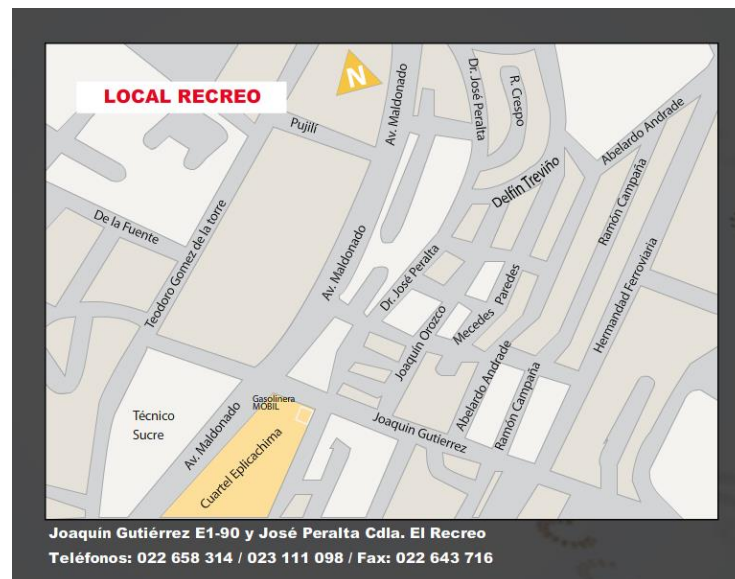 LOCAL RECREO
N
Pujilí
Av. Maldonado
Dr. José Peralta
R. Crespo
Abelardo Andrade
Delfín Treviño
Ramón Campaña
De la Fuente
Teodoro Gomez de la torre
Av. Maldonado
Dr. José Peralta
Hermandad Ferroviaria
Mecedes Paredes
Joaquín Orozco
Abelardo Andrade
Ramón Campaña
Gasolinera
MOBIL
Joaquin Gutierrez
Técnico
Sucre
Av. Maldonado
Cuartel Eplicachima
Joaquín Gutiérrez E1-90 y José Peralta Cdla. El Recreo
Teléfonos: 022 658 314 / 023 111 098 / Fax: 022 643 716